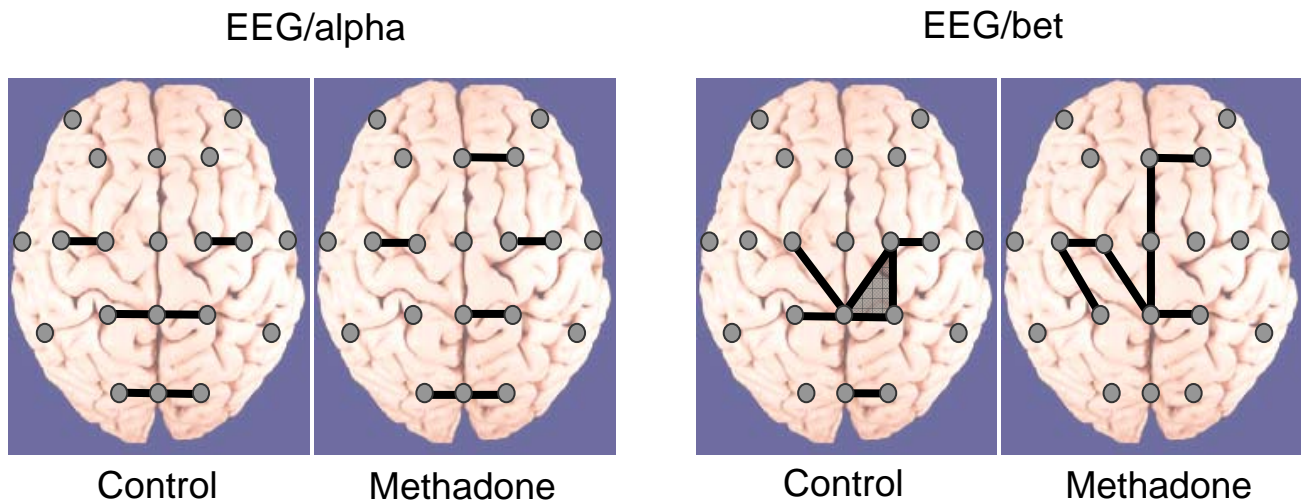 EEG/alpha
EEG/bet
Control
Methadone
Control
Methadone